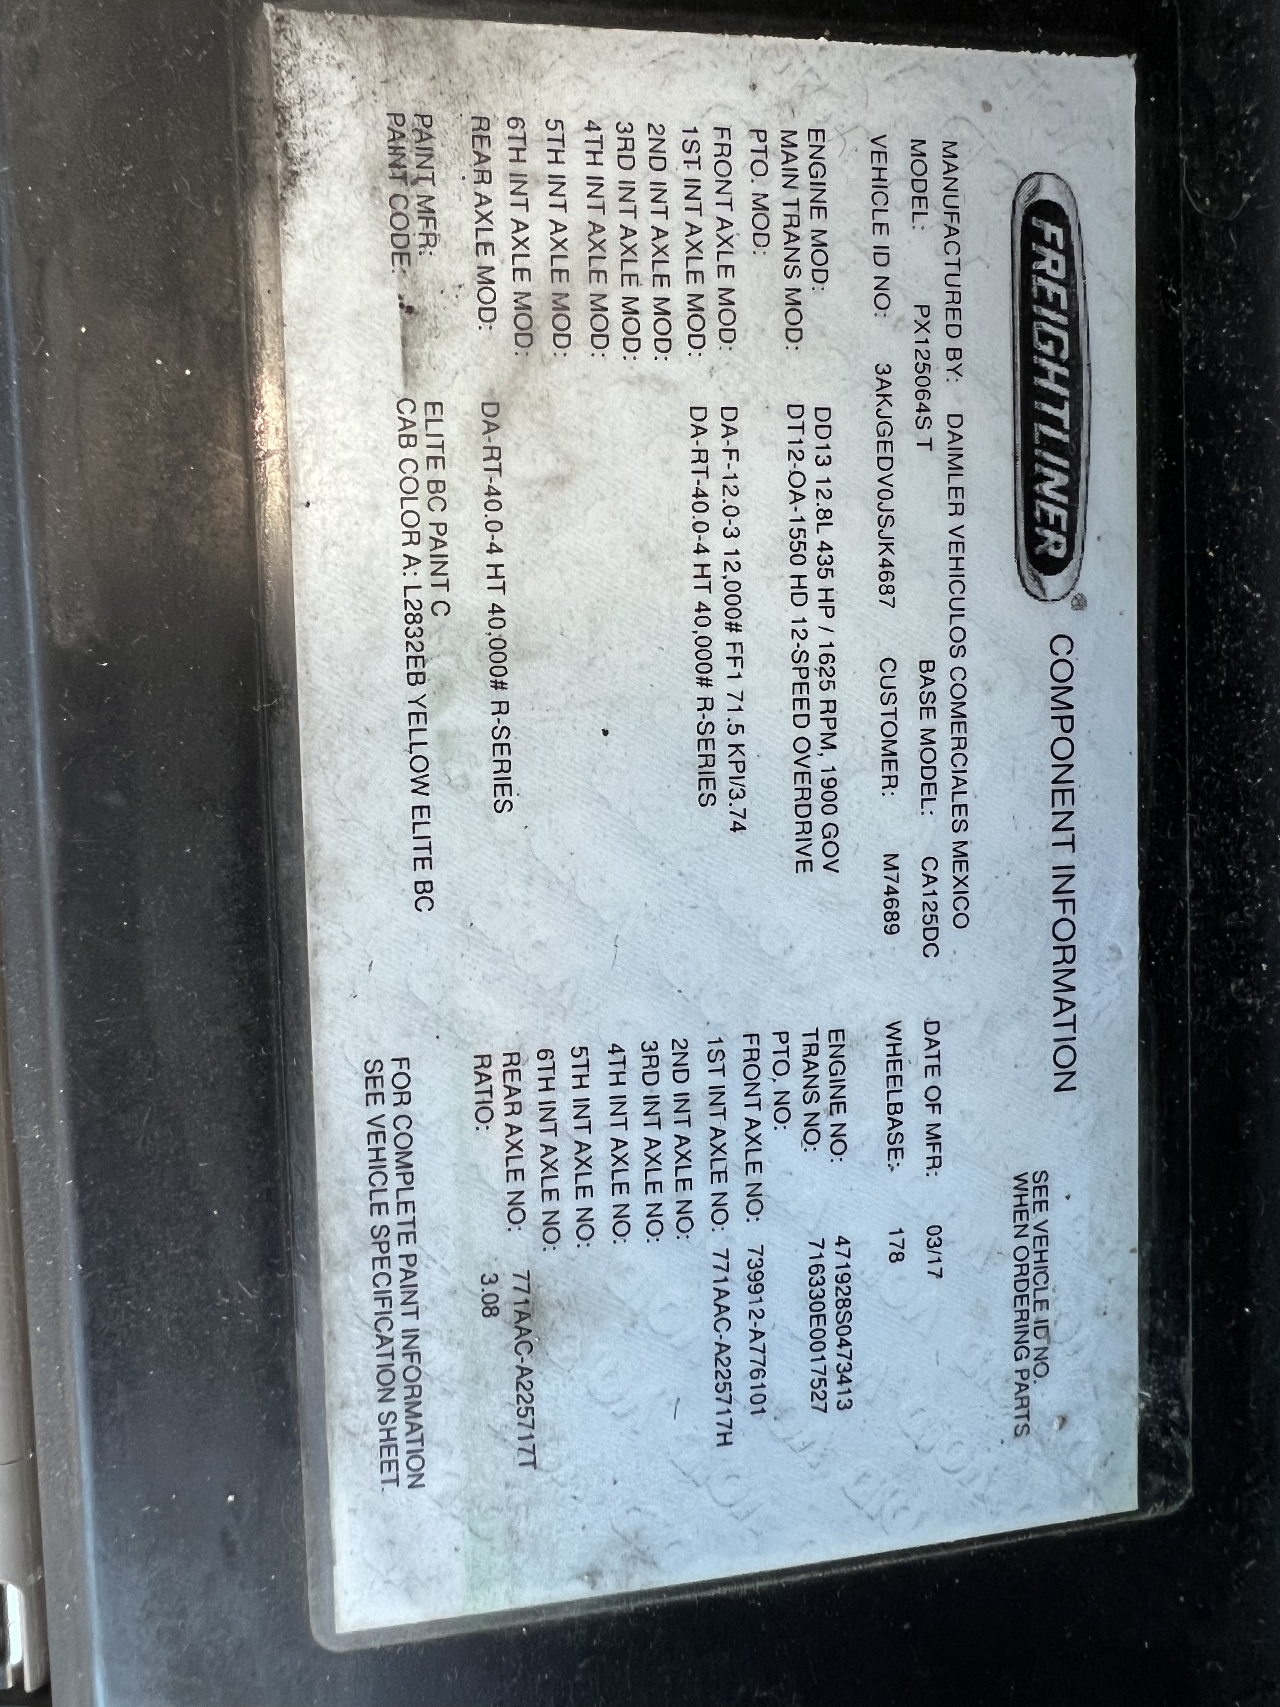 FREIGHTLINER® COMPONENT INFORMATION
SEE VEHICLE ID NO.
WHEN ORDERING PARTS
MANUFACTURED BY: DAIMLER VEHICULOS COMERCIALES MEXICO
MODEL: PX125064S T BASE MODEL: CA125DC DATE OF MFR: 03/17
VEHICLE ID NO: 3AKJGEDV0JSJK4687 CUSTOMER: M74689 WHEELBASE: 178
ENGINE MOD: DD13 12.8L 435 HP / 1625 RPM, 1900 GOV ENGINE NO: 471928S0473413
MAIN TRANS MOD: DT12-OA-1550 HD 12-SPEED OVERDRIVE TRANS NO: 716330E0017527
PTO. MOD: PTO, NO:
FRONT AXLE MOD: DA-F-12.0-3 12,000# FF1 71.5 KPI/3.74 FRONT AXLE NO: 739912-A776101
1ST INT AXLE MOD: DA-RT-40.0-4 HT 40,000# R-SERIES 1ST INT AXLE NO: 771AAC-A225717H
2ND INT AXLE MOD: 2ND INT AXLE NO:
3RD INT AXLE MOD: 3RD INT AXLE NO:
4TH INT AXLE MOD: 4TH INT AXLE NO:
5TH INT AXLE MOD: 5TH INT AXLE NO:
6TH INT AXLE MOD: 6TH INT AXLE NO:
REAR AXLE MOD: DA-RT-40.0-4 HT 40,000# R-SERIES REAR AXLE NO: 771AAC-A225717T
RATIO: 3.08
PAINT MFR: ELITE BC PAINT C
PAINT CODE: CAB COLOR A: L2832EB YELLOW ELITE BC
FOR COMPLETE PAINT INFORMATION
SEE VEHICLE SPECIFICATION SHEET.